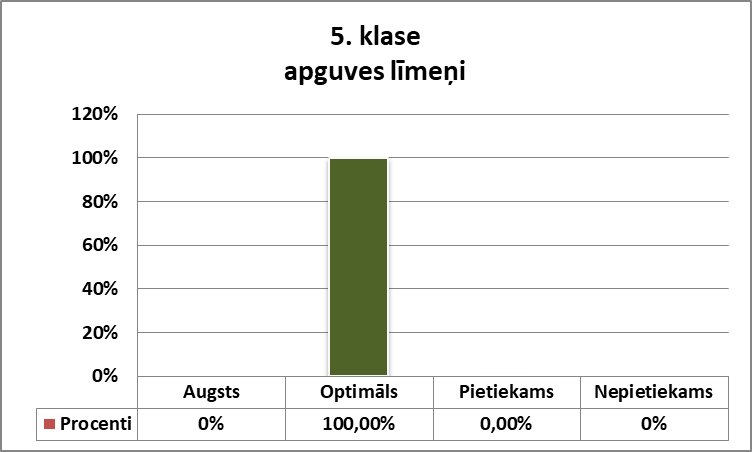 5. klase
apguves līmeņi
120%
100%
80%
60%
40%
20%
0%
Augsts Optimāls Pietiekams Nepietiekams
Procenti 0% 100,00% 0,00% 0%